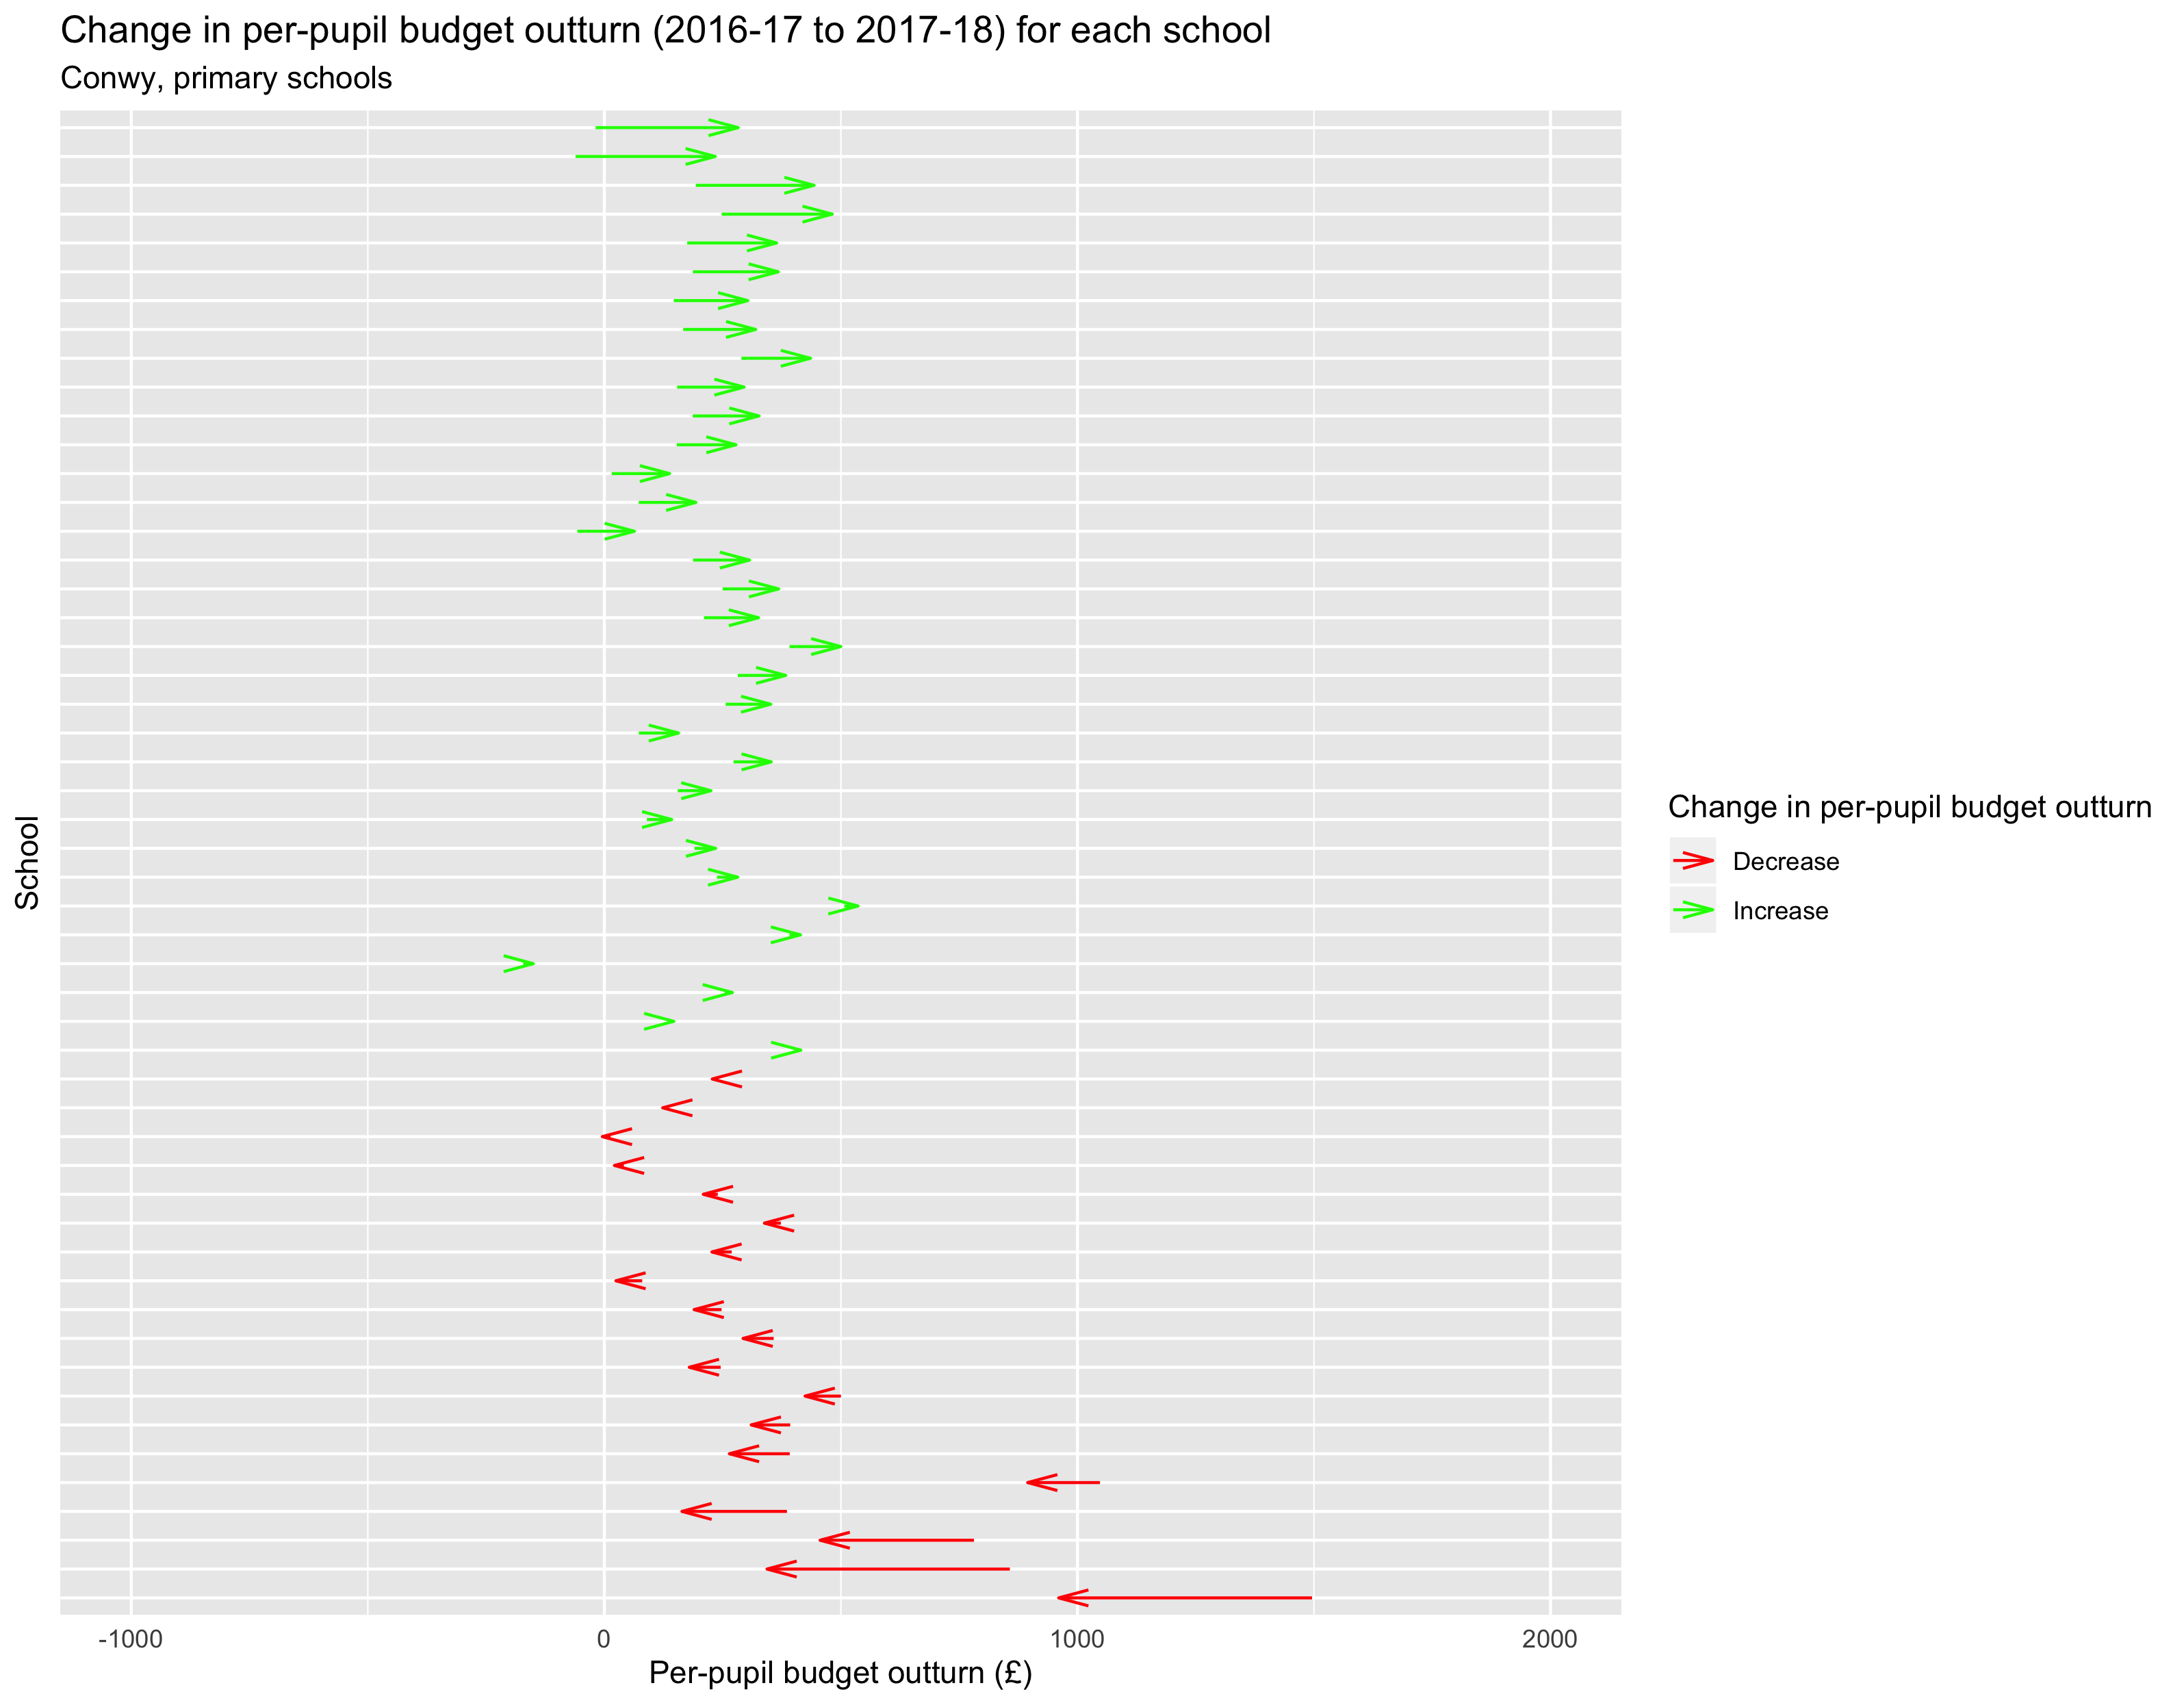 Change in per-pupil budget outturn (2016-17 to 2017-18) for each school
Conwy, primary schools
School
Change in per-pupil budget outturn
Decrease
Increase
-1000
0
1000
2000
Per-pupil budget outturn (£)